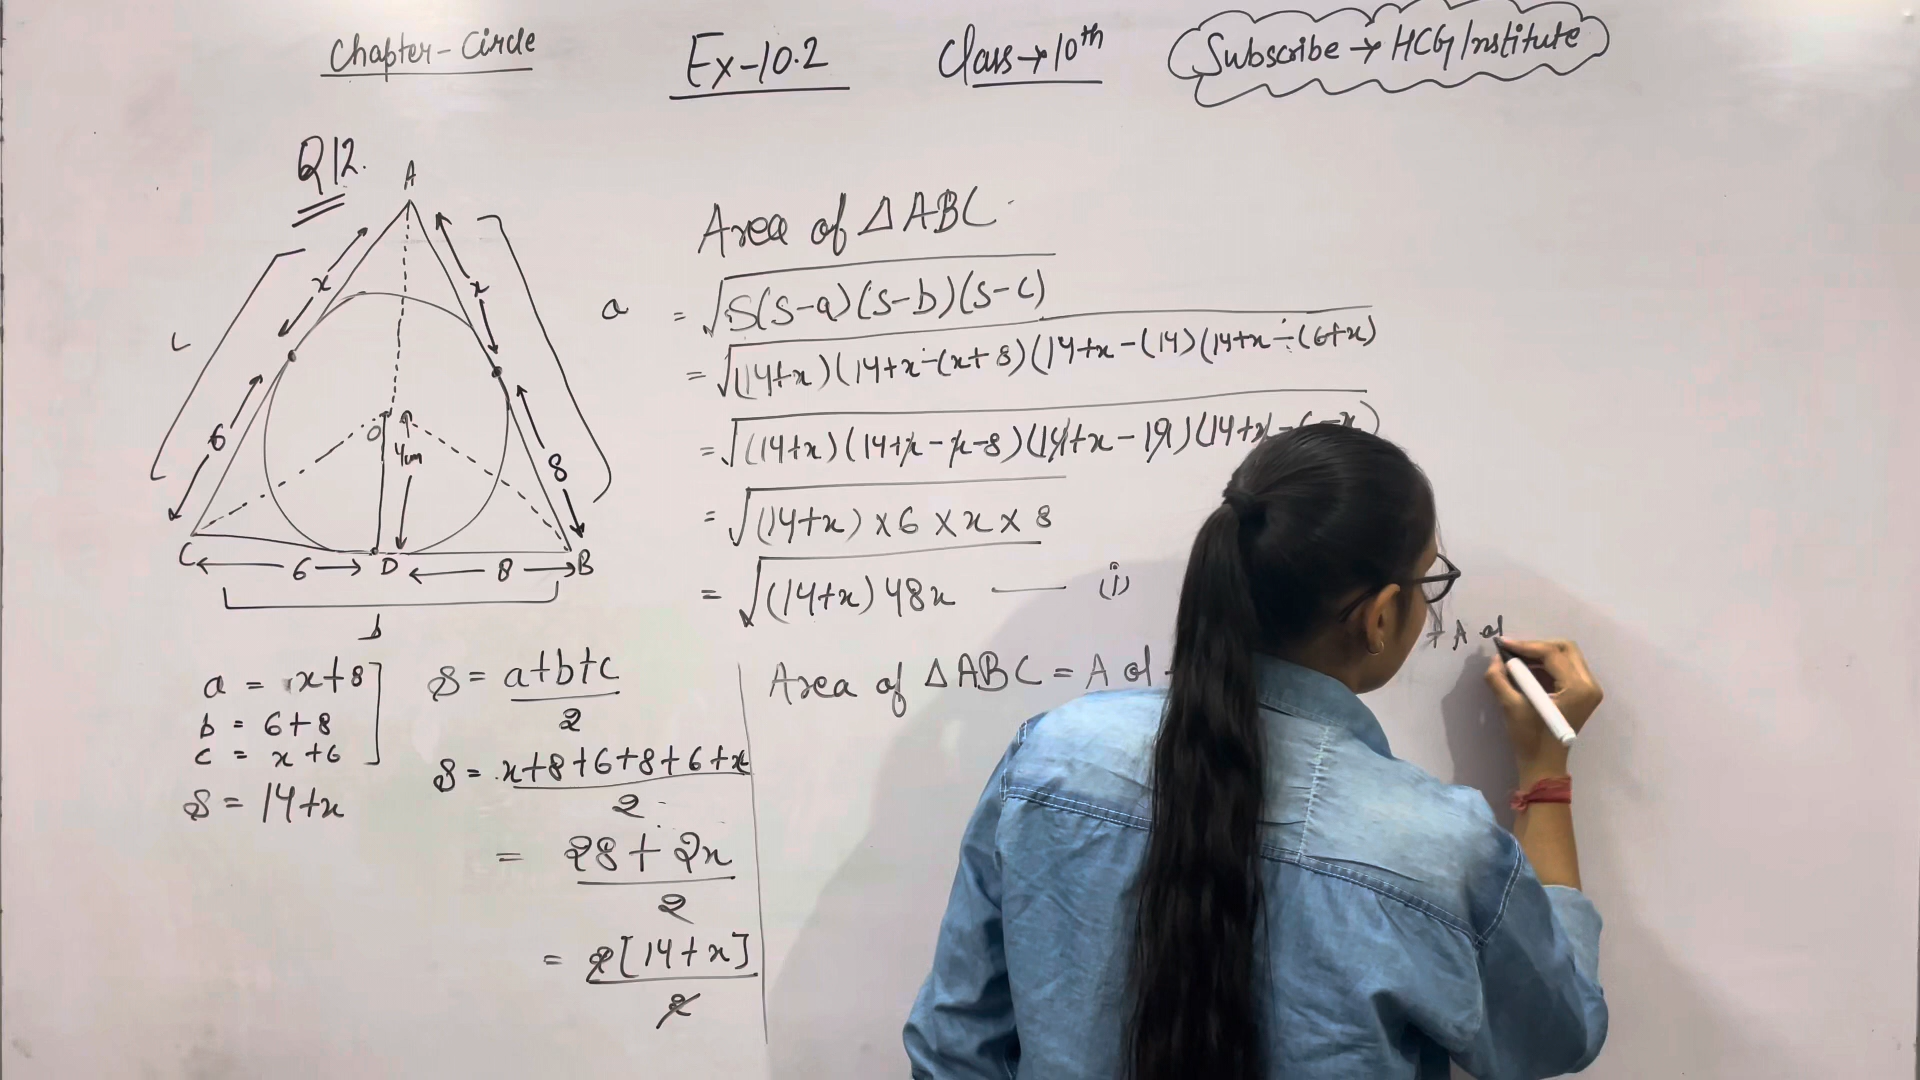 Chapter - Circle
Ex-10.2
Class → 10th
Subscribe → HCG Institute
Q12.
A
x
x
a
6
O
4cm
8
C
6
D
8
B
b
a = x+8
b = 6+8
c = x+6
S = 14+x
S = a+b+c
2
S = x+8+6+8+6+x
2
= 28 + 2x
2
= 2[14+x]
2
Area of △ABC
= √S(S-a)(S-b)(S-c)
= √(14+x)(14+x-(x+8)(14+x-(14)(14+x-(6+x)
= √(14+x)(14+x-x-8)(14+x-14)(14+x
= √(14+x)×6×x×8
= √(14+x)48x —— (i)
Area of △ABC = A of
+ A of